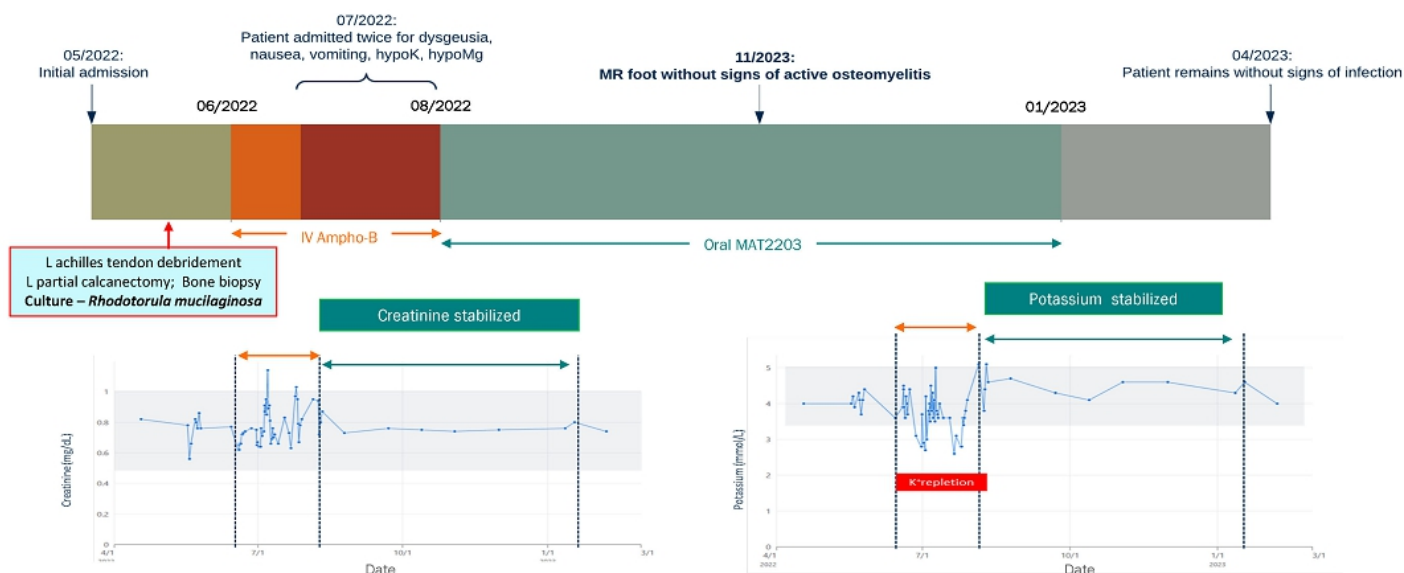 07/2022:
Patient admitted twice for dysgeusia,
nausea, vomiting, hypoK, hypoMg
05/2022:
Initial admission
11/2023:
MR foot without signs of active osteomyelitis
04/2023:
Patient remains without signs of infection
06/2022
08/2022
01/2023
IV Ampho-B
Oral MAT2203
L achilles tendon debridement
L partial calcanectomy; Bone biopsy
Culture – Rhodotorula mucilaginosa
Creatinine stabilized
1
0.8
0.6
0.4
0.2
0
Creatinine (mg/dL)
4/1
7/1
10/1
1/1
3/1
Date
Potassium stabilized
5
4
3
2
1
0
Potassium (mmol/L)
K+repletion
4/1
2022
7/1
10/1
1/1
2023
3/1
Date